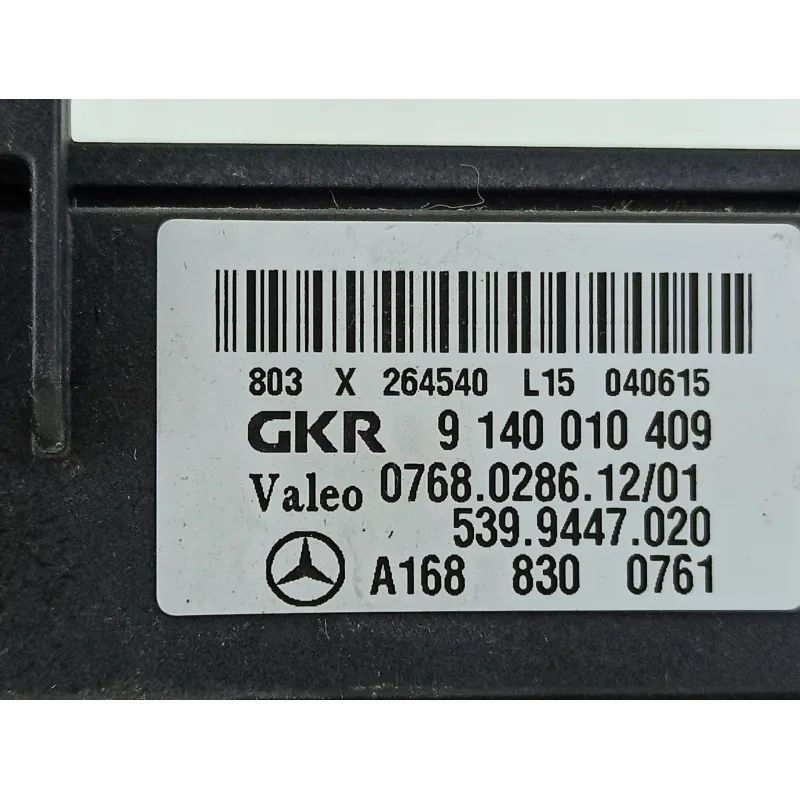 803 X 264540 L15 040615
GKR 9 140 010 409
Valeo 0768.0286.12/01
539.9447.020
A168 830 0761